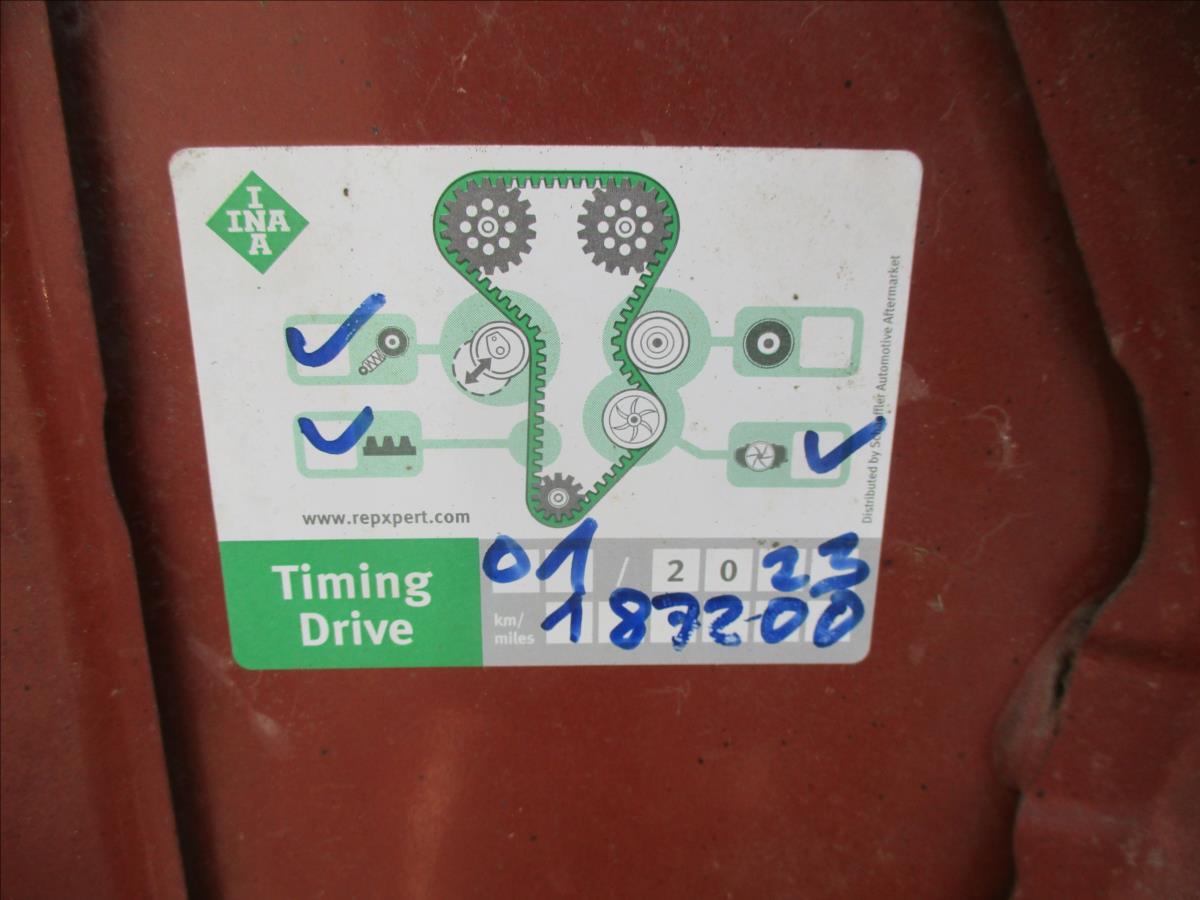 I
INA
A
Distributed by Schaeffler Automotive Aftermarket
www.repxpert.com
Timing
Drive
01 / 2023
km/
miles
187200